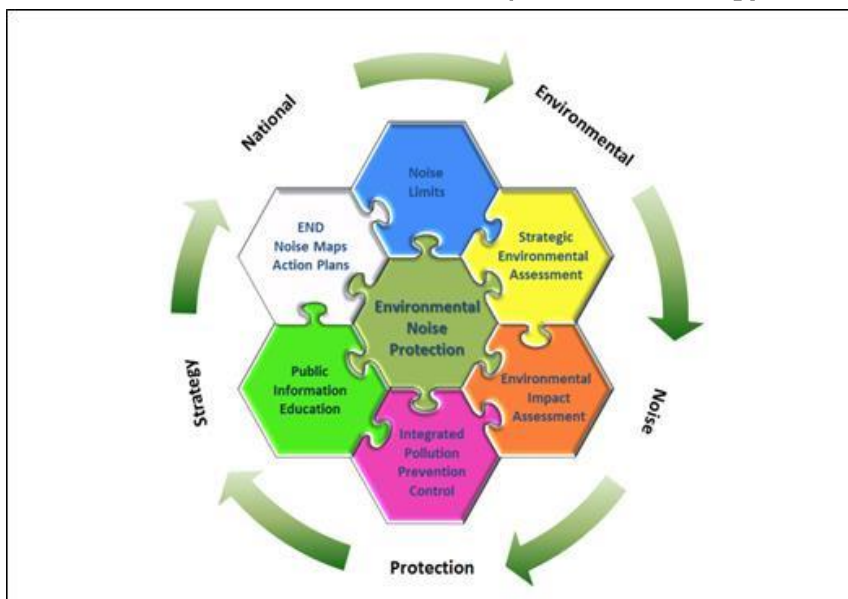 National
Environmental
Noise
Protection
Strategy
Noise
Limits
END
Noise Maps
Action Plans
Strategic
Environmental
Assessment
Environmental
Noise
Protection
Public
Information
Education
Environmental
Impact
Assessment
Integrated
Pollution
Prevention
Control